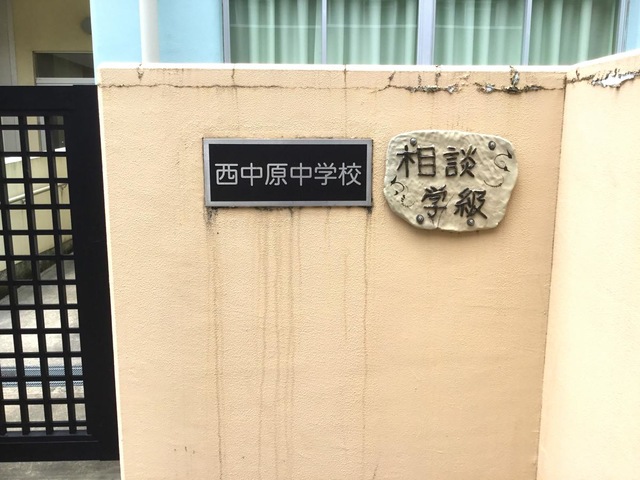 西中原中学校
相談
学級